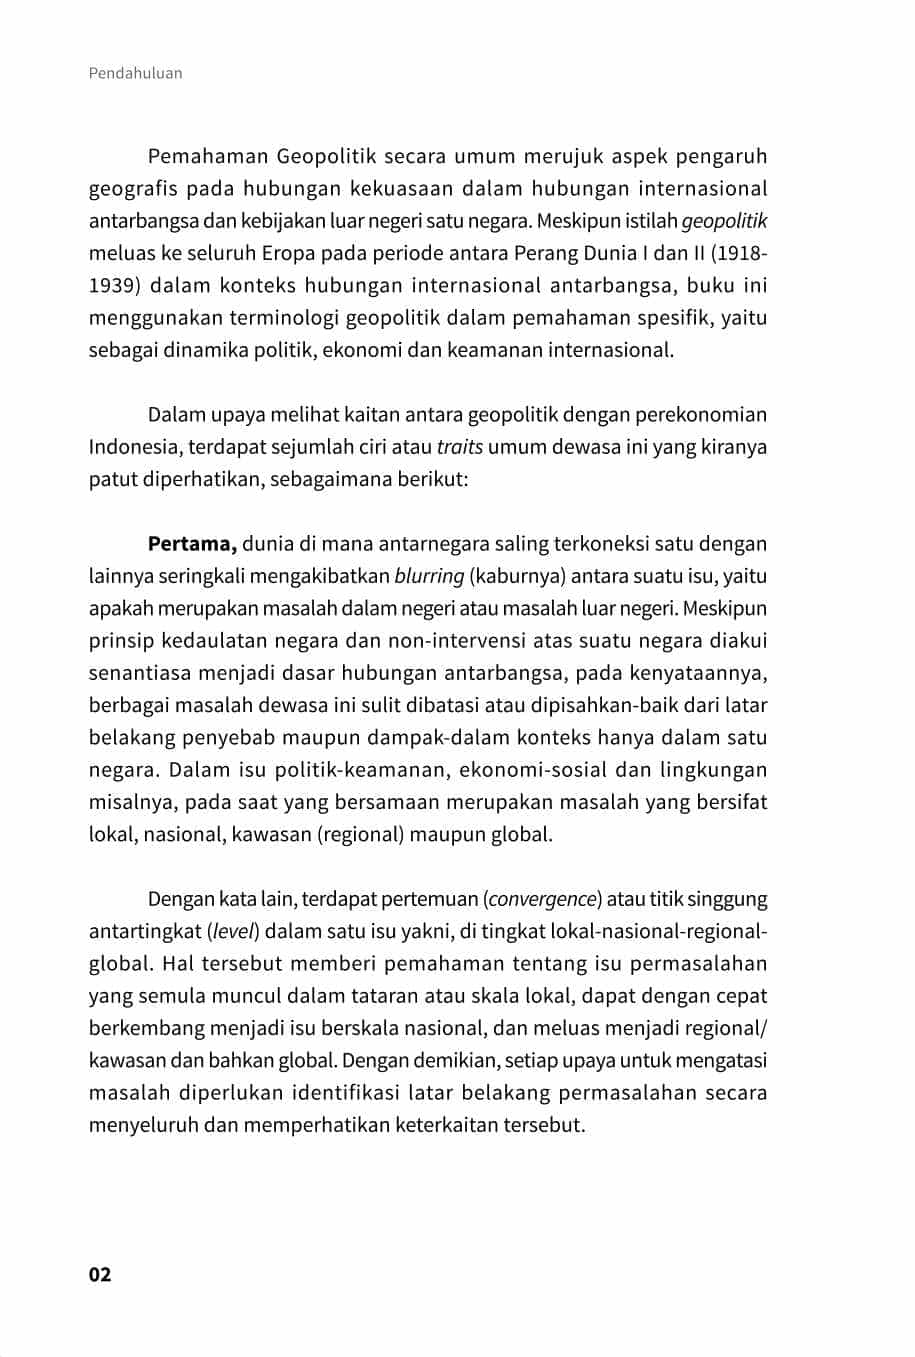 Pendahuluan
Pemahaman Geopolitik secara umum merujuk aspek pengaruh
geografis pada hubungan kekuasaan dalam hubungan internasional
antarbangsa dan kebijakan luar negeri satu negara. Meskipun istilah geopolitik
meluas ke seluruh Eropa pada periode antara Perang Dunia I dan II (1918-
1939) dalam konteks hubungan internasional antarbangsa, buku ini
menggunakan terminologi geopolitik dalam pemahaman spesifik, yaitu
sebagai dinamika politik, ekonomi dan keamanan internasional.
Dalam upaya melihat kaitan antara geopolitik dengan perekonomian
Indonesia, terdapat sejumlah ciri atau traits umum dewasa ini yang kiranya
patut diperhatikan, sebagaimana berikut:
Pertama, dunia di mana antarnegara saling terkoneksi satu dengan
lainnya seringkali mengakibatkan blurring (kaburnya) antara suatu isu, yaitu
apakah merupakan masalah dalam negeri atau masalah luar negeri. Meskipun
prinsip kedaulatan negara dan non-intervensi atas suatu negara diakui
senantiasa menjadi dasar hubungan antarbangsa, pada kenyataannya,
berbagai masalah dewasa ini sulit dibatasi atau dipisahkan-baik dari latar
belakang penyebab maupun dampak-dalam konteks hanya dalam satu
negara. Dalam isu politik-keamanan, ekonomi-sosial dan lingkungan
misalnya, pada saat yang bersamaan merupakan masalah yang bersifat
lokal, nasional, kawasan (regional) maupun global.
Dengan kata lain, terdapat pertemuan (convergence) atau titik singgung
antartingkat (level) dalam satu isu yakni, di tingkat lokal-nasional-regional-
global. Hal tersebut memberi pemahaman tentang isu permasalahan
yang semula muncul dalam tataran atau skala lokal, dapat dengan cepat
berkembang menjadi isu berskala nasional, dan meluas menjadi regional/
kawasan dan bahkan global. Dengan demikian, setiap upaya untuk mengatasi
masalah diperlukan identifikasi latar belakang permasalahan secara
menyeluruh dan memperhatikan keterkaitan tersebut.
02